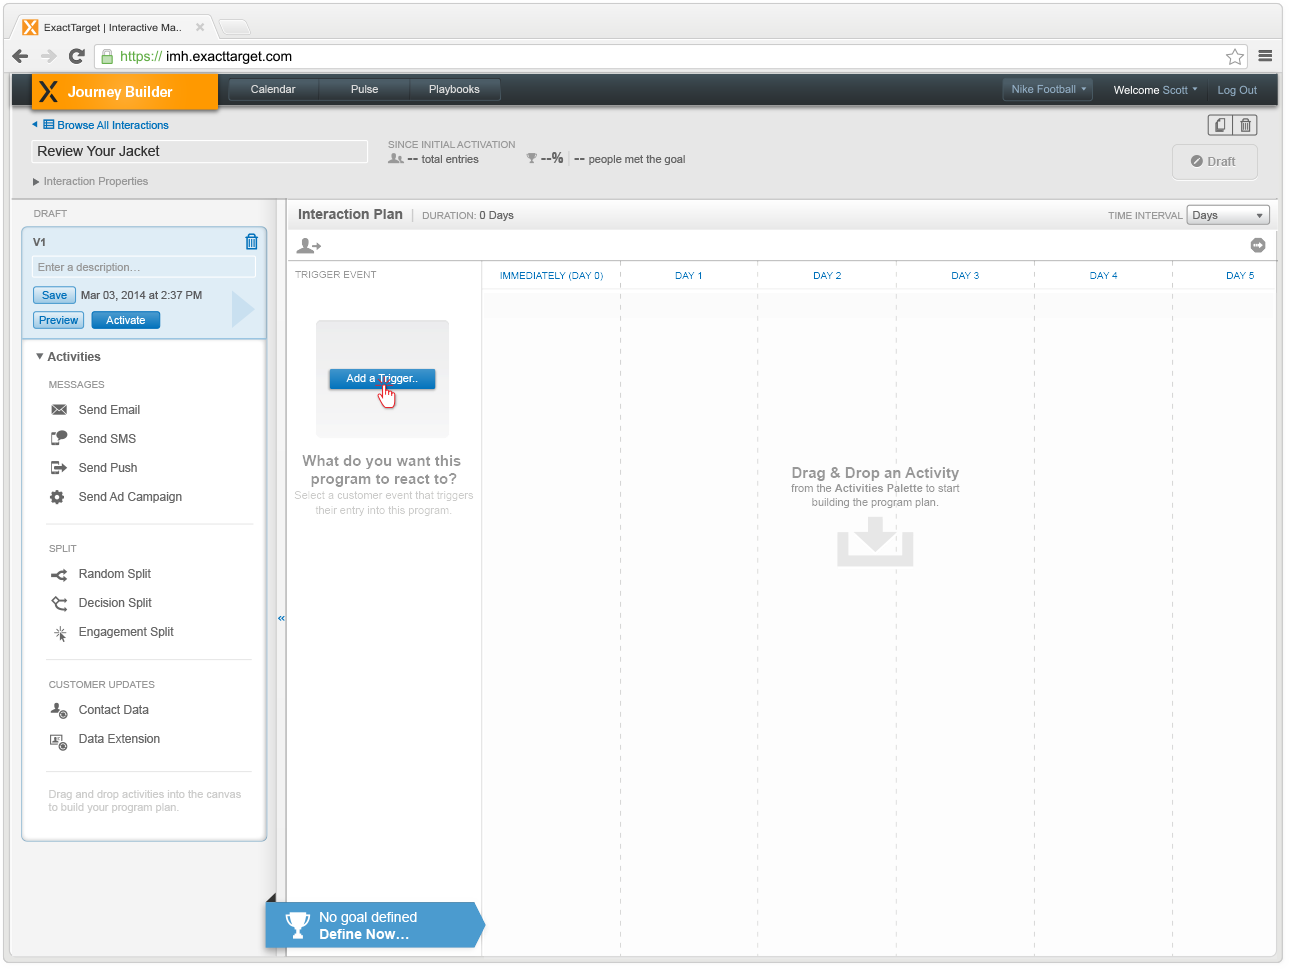 ExactTarget | Interactive Ma..
https:// imh.exacttarget.com
Journey Builder
Calendar
Pulse
Playbooks
Nike Football
Welcome Scott
Log Out
Browse All Interactions
Review Your Jacket
SINCE INITIAL ACTIVATION
-- total entries
--%
-- people met the goal
Draft
Interaction Properties
DRAFT
V1
Enter a description...
Save
Mar 03, 2014 at 2:37 PM
Preview
Activate
Activities
MESSAGES
Send Email
Send SMS
Send Push
Send Ad Campaign
SPLIT
Random Split
Decision Split
Engagement Split
CUSTOMER UPDATES
Contact Data
Data Extension
Drag and drop activities into the canvas
to build your program plan.
Interaction Plan
DURATION: 0 Days
TIME INTERVAL
Days
TRIGGER EVENT
IMMEDIATELY (DAY 0)
DAY 1
DAY 2
DAY 3
DAY 4
DAY 5
Add a Trigger..
What do you want this
program to react to?
Select a customer event that triggers
their entry into this program.
Drag & Drop an Activity
from the Activities Palette to start
building the program plan.
«
No goal defined
Define Now...